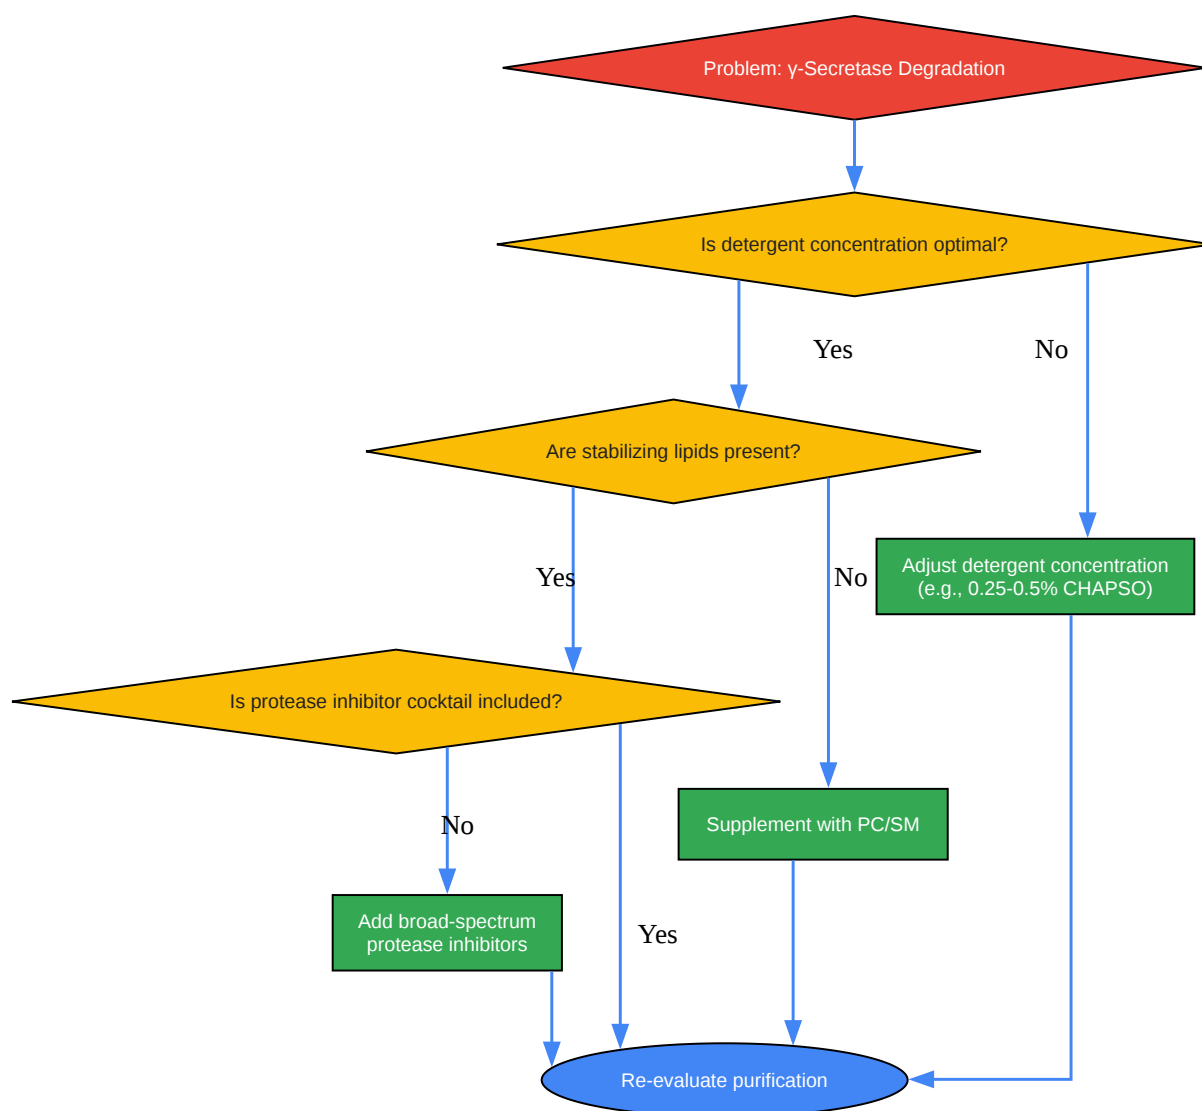 Problem: γ-Secretase Degradation
Is detergent concentration optimal?
Yes
No
Are stabilizing lipids present?
Adjust detergent concentration
(e.g., 0.25-0.5% CHAPSO)
Yes
No
Is protease inhibitor cocktail included?
Supplement with PC/SM
No
Add broad-spectrum
protease inhibitors
Yes
Re-evaluate purification